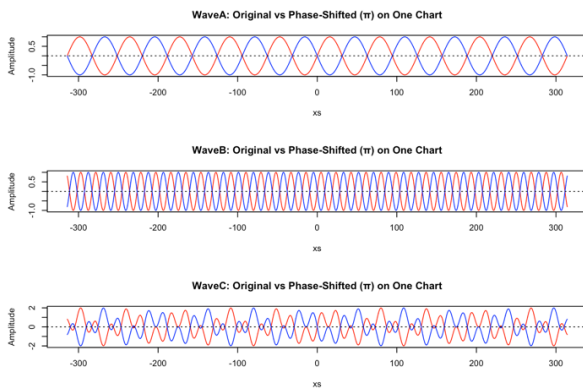 WaveA: Original vs Phase-Shifted (π) on One Chart
Amplitude
-1.0 0.5
-300 -200 -100 0 100 200 300
xs
WaveB: Original vs Phase-Shifted (π) on One Chart
Amplitude
-1.0 0.5
-300 -200 -100 0 100 200 300
xs
WaveC: Original vs Phase-Shifted (π) on One Chart
Amplitude
-2 0 2
-300 -200 -100 0 100 200 300
xs